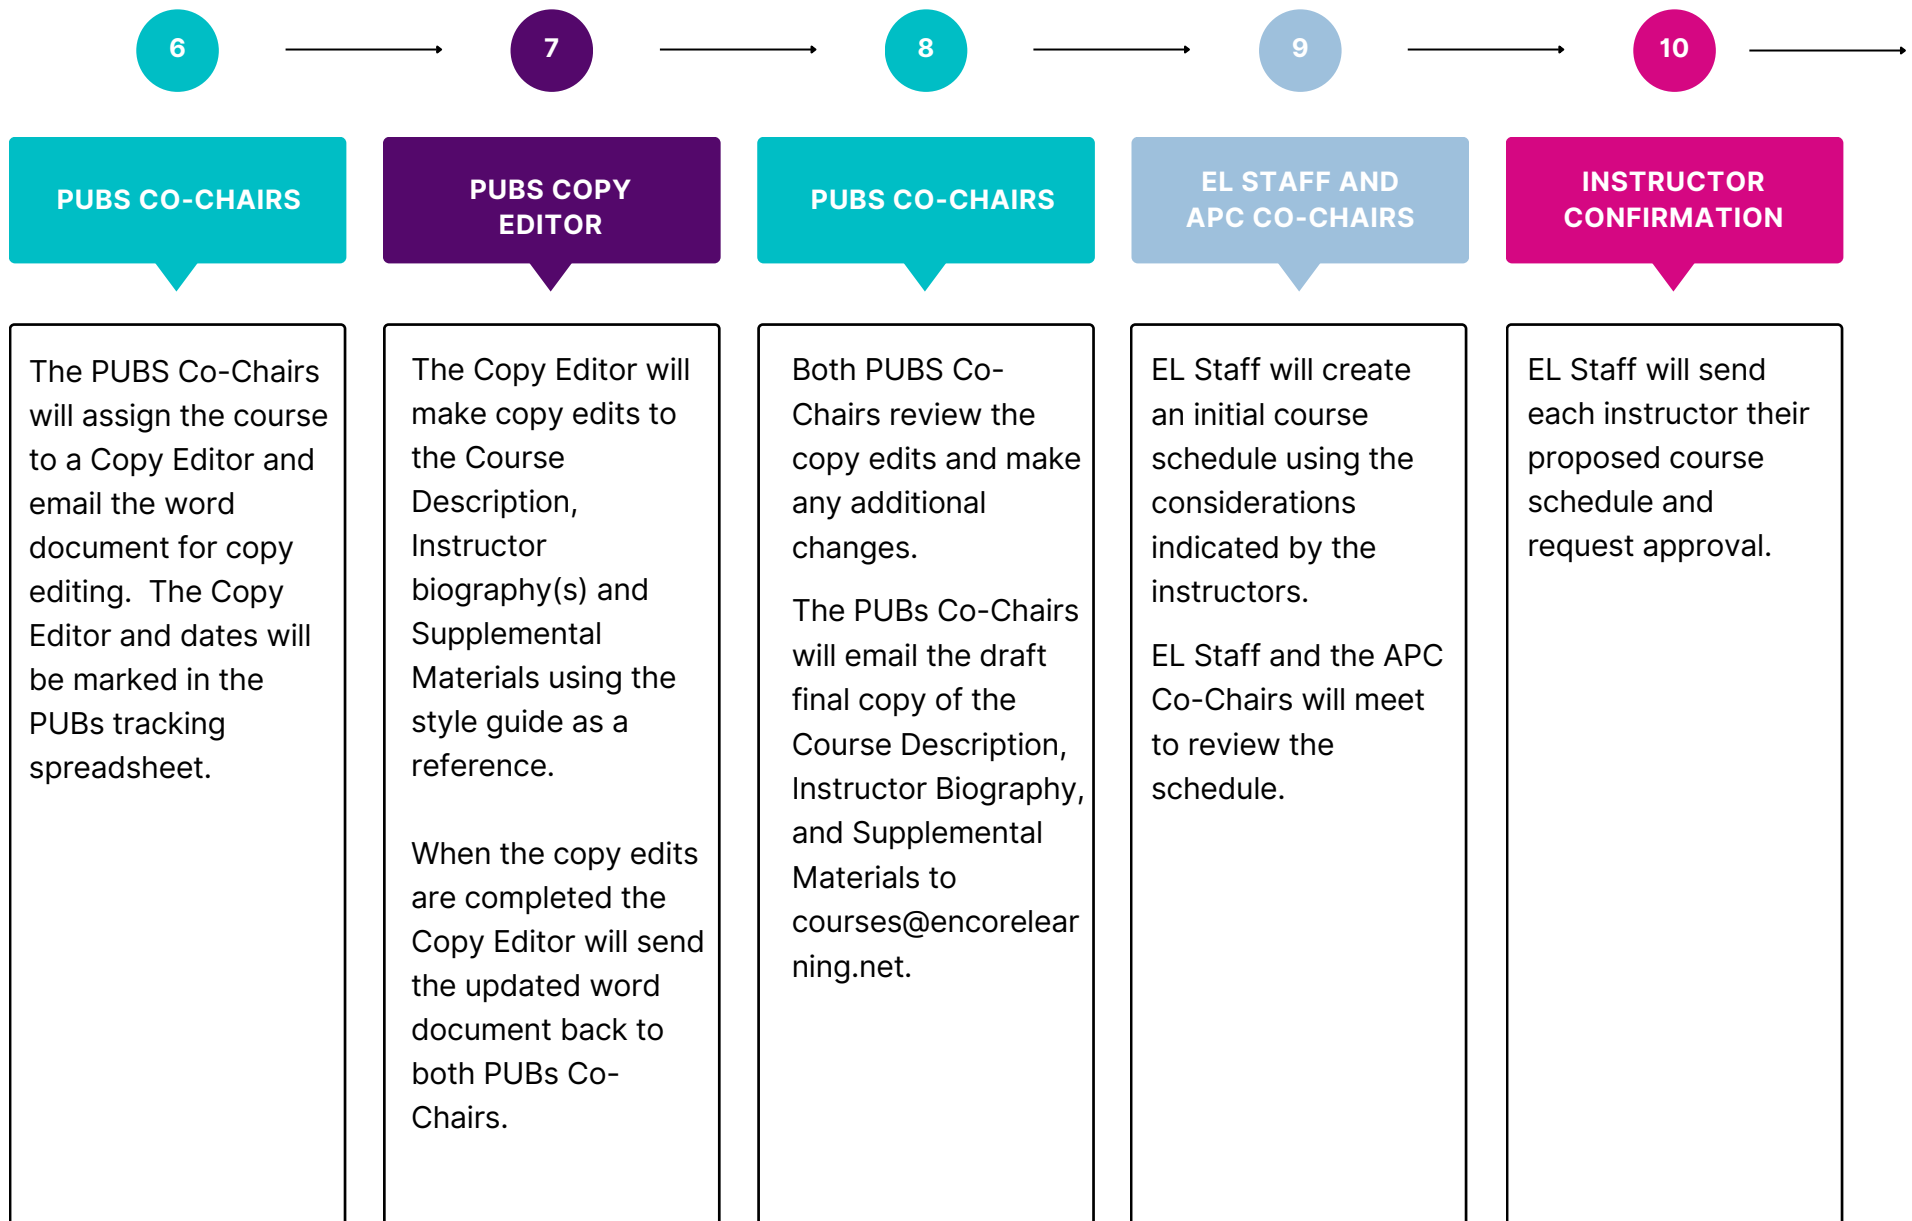 6
7
8
9
10
PUBS CO-CHAIRS
PUBS COPY
EDITOR
PUBS CO-CHAIRS
EL STAFF AND
APC CO-CHAIRS
INSTRUCTOR
CONFIRMATION
The PUBS Co-Chairs
will assign the course
to a Copy Editor and
email the word
document for copy
editing.  The Copy
Editor and dates will
be marked in the
PUBs tracking
spreadsheet.
The Copy Editor will
make copy edits to
the Course
Description,
Instructor
biography(s) and
Supplemental
Materials using the
style guide as a
reference.
When the copy edits
are completed the
Copy Editor will send
the updated word
document back to
both PUBs Co-
Chairs.
Both PUBS Co-
Chairs review the
copy edits and make
any additional
changes.
The PUBs Co-Chairs
will email the draft
final copy of the
Course Description,
Instructor Biography,
and Supplemental
Materials to
courses@encorelear
ning.net.
EL Staff will create
an initial course
schedule using the
considerations
indicated by the
instructors.
EL Staff and the APC
Co-Chairs will meet
to review the
schedule.
EL Staff will send
each instructor their
proposed course
schedule and
request approval.